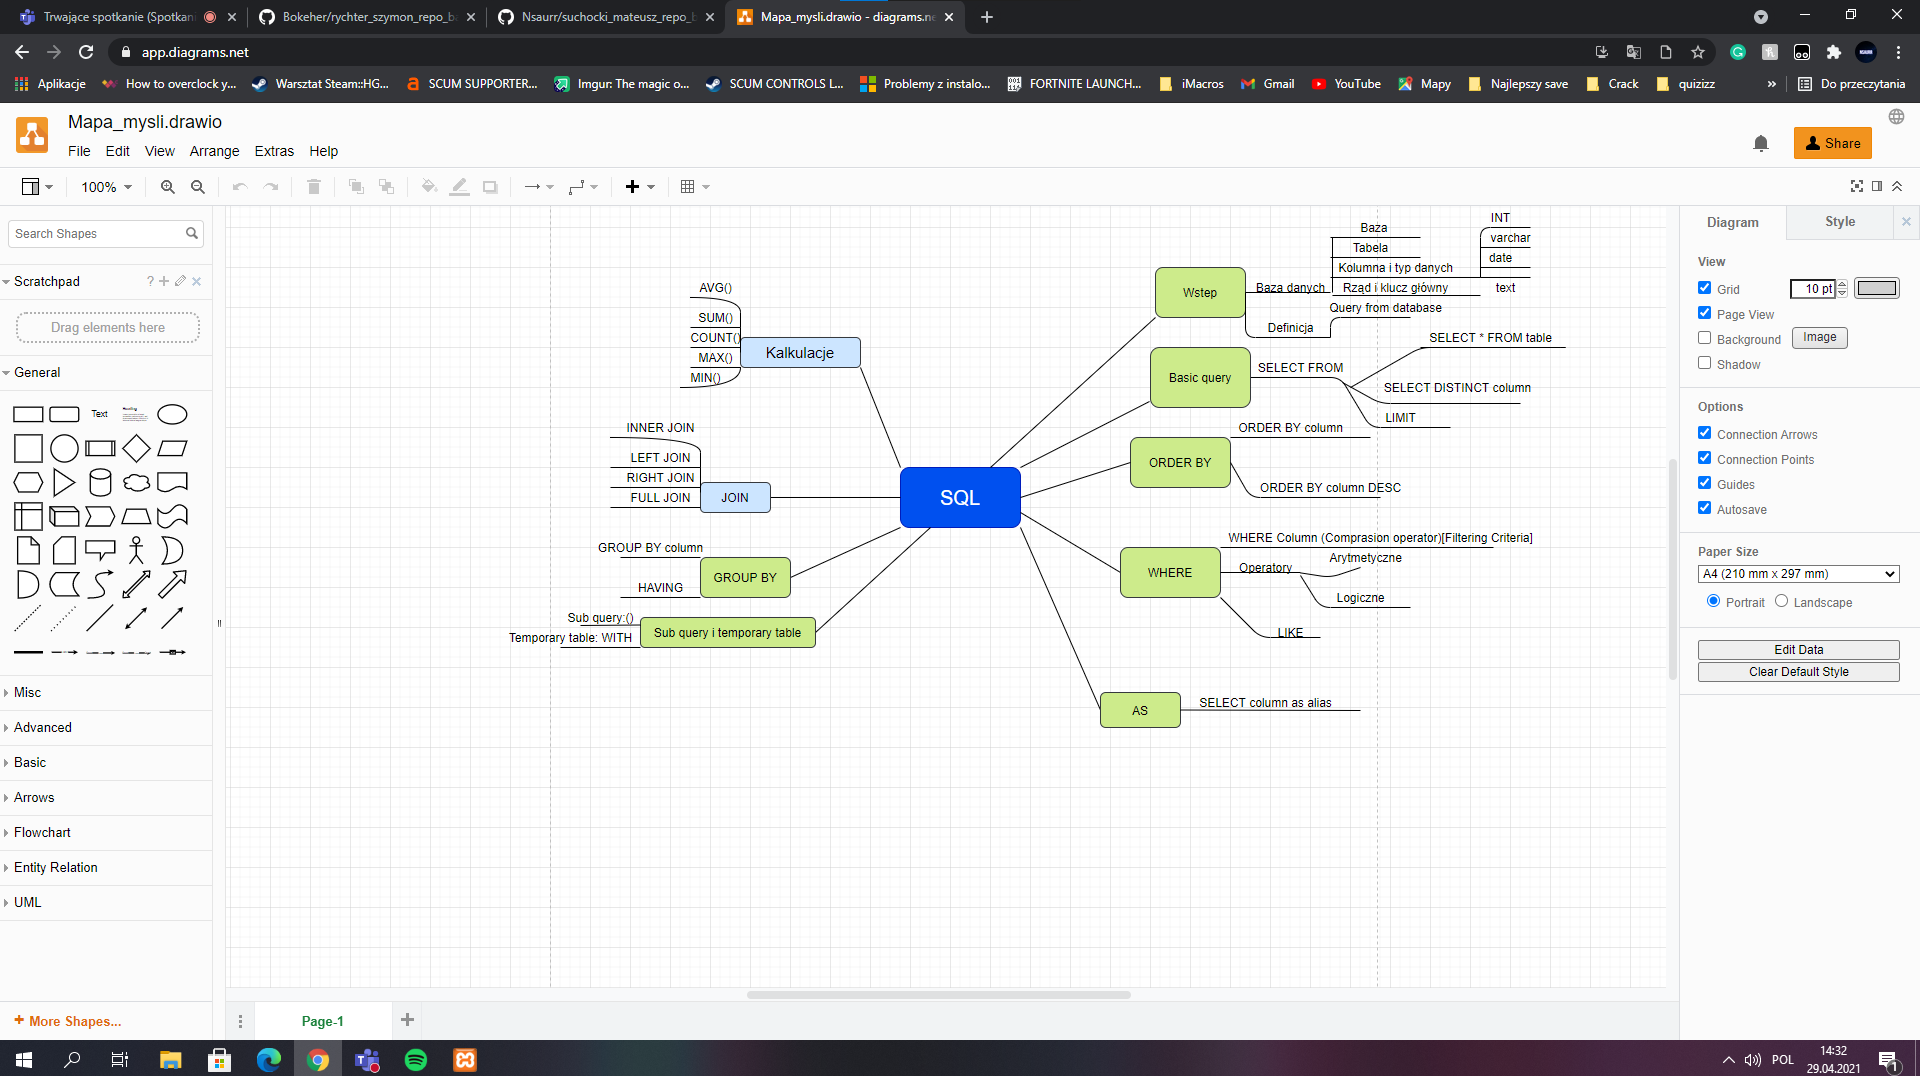 Trwające spotkanie (Spotkan
Bokeher/rychter_szymon_repo_b
Nsaurr/suchocki_mateusz_repo_b
Mapa_mysli.drawio - diagrams.ne
app.diagrams.net
Aplikacje
How to overclock y...
Warsztat Steam::HG...
SCUM SUPPORTER...
Imgur: The magic o...
SCUM CONTROLS L...
Problemy z instalo...
FORTNITE LAUNCH...
iMacros
Gmail
YouTube
Mapy
Najlepszy save
Crack
quizizz
»
Do przeczytania
Mapa_mysli.drawio
File Edit View Arrange Extras Help
Share
100%
Search Shapes
Scratchpad
?
Drag elements here
General
Text
Heading
Misc
Advanced
Basic
Arrows
Flowchart
Entity Relation
UML
+ More Shapes...
AVG()
SUM()
COUNT()
MAX()
MIN()
Kalkulacje
INNER JOIN
LEFT JOIN
RIGHT JOIN
FULL JOIN
JOIN
GROUP BY column
HAVING
GROUP BY
Sub query:()
Temporary table: WITH
Sub query i temporary table
SQL
Wstep
Baza danych
Baza
Tabela
Kolumna i typ danych
Rząd i klucz główny
INT
varchar
date
text
Definicja
Query from database
Basic query
SELECT FROM
SELECT * FROM table
SELECT DISTINCT column
LIMIT
ORDER BY
ORDER BY column
ORDER BY column DESC
WHERE
WHERE Column (Comprasion operator)[Filtering Criteria]
Operatory
Arytmetyczne
Logiczne
LIKE
AS
SELECT column as alias
Page-1
Diagram
Style
View
Grid
10 pt
Page View
Background
Image
Shadow
Options
Connection Arrows
Connection Points
Guides
Autosave
Paper Size
A4 (210 mm x 297 mm)
Portrait
Landscape
Edit Data
Clear Default Style
POL
14:32
29.04.2021
1